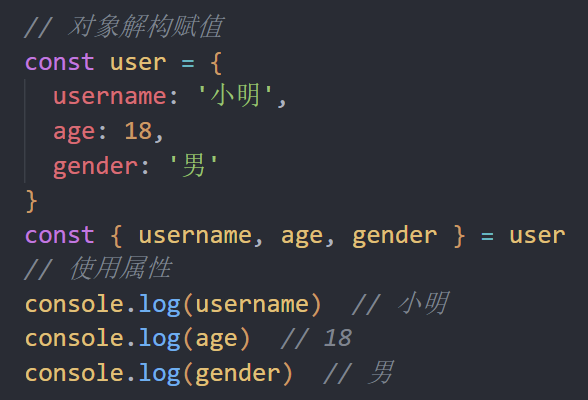 // 对象解构赋值
const user = {
  username: '小明',
  age: 18,
  gender: '男'
}
const { username, age, gender } = user
// 使用属性
console.log(username)  // 小明
console.log(age)  // 18
console.log(gender)  // 男